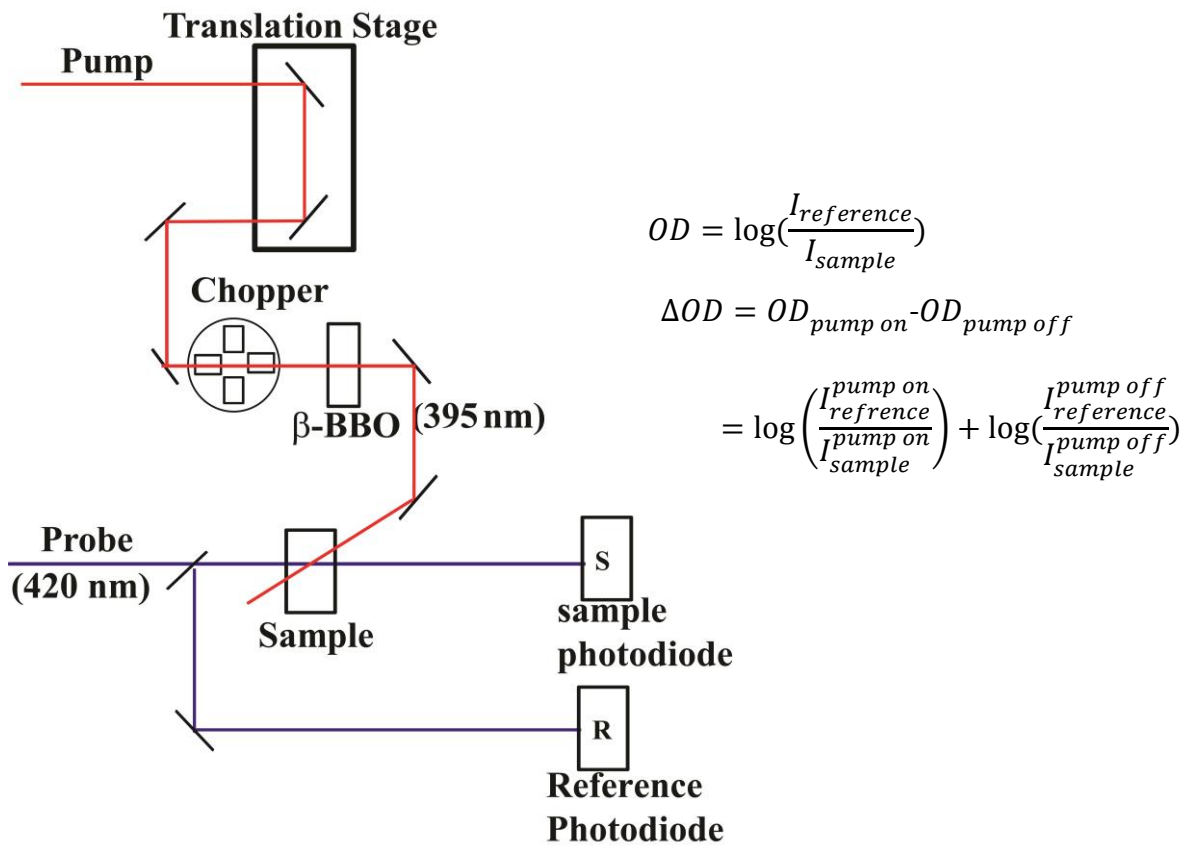 Translation Stage
Pump
Chopper
β-BBO
(395 nm)
Probe
(420 nm)
Sample
S
sample
photodiode
R
Reference
Photodiode
OD = log(I_reference / I_sample)
ΔOD = OD_pump on - OD_pump off
= log(I_refrence^pump on / I_sample^pump on) + log(I_reference^pump off / I_sample^pump off)